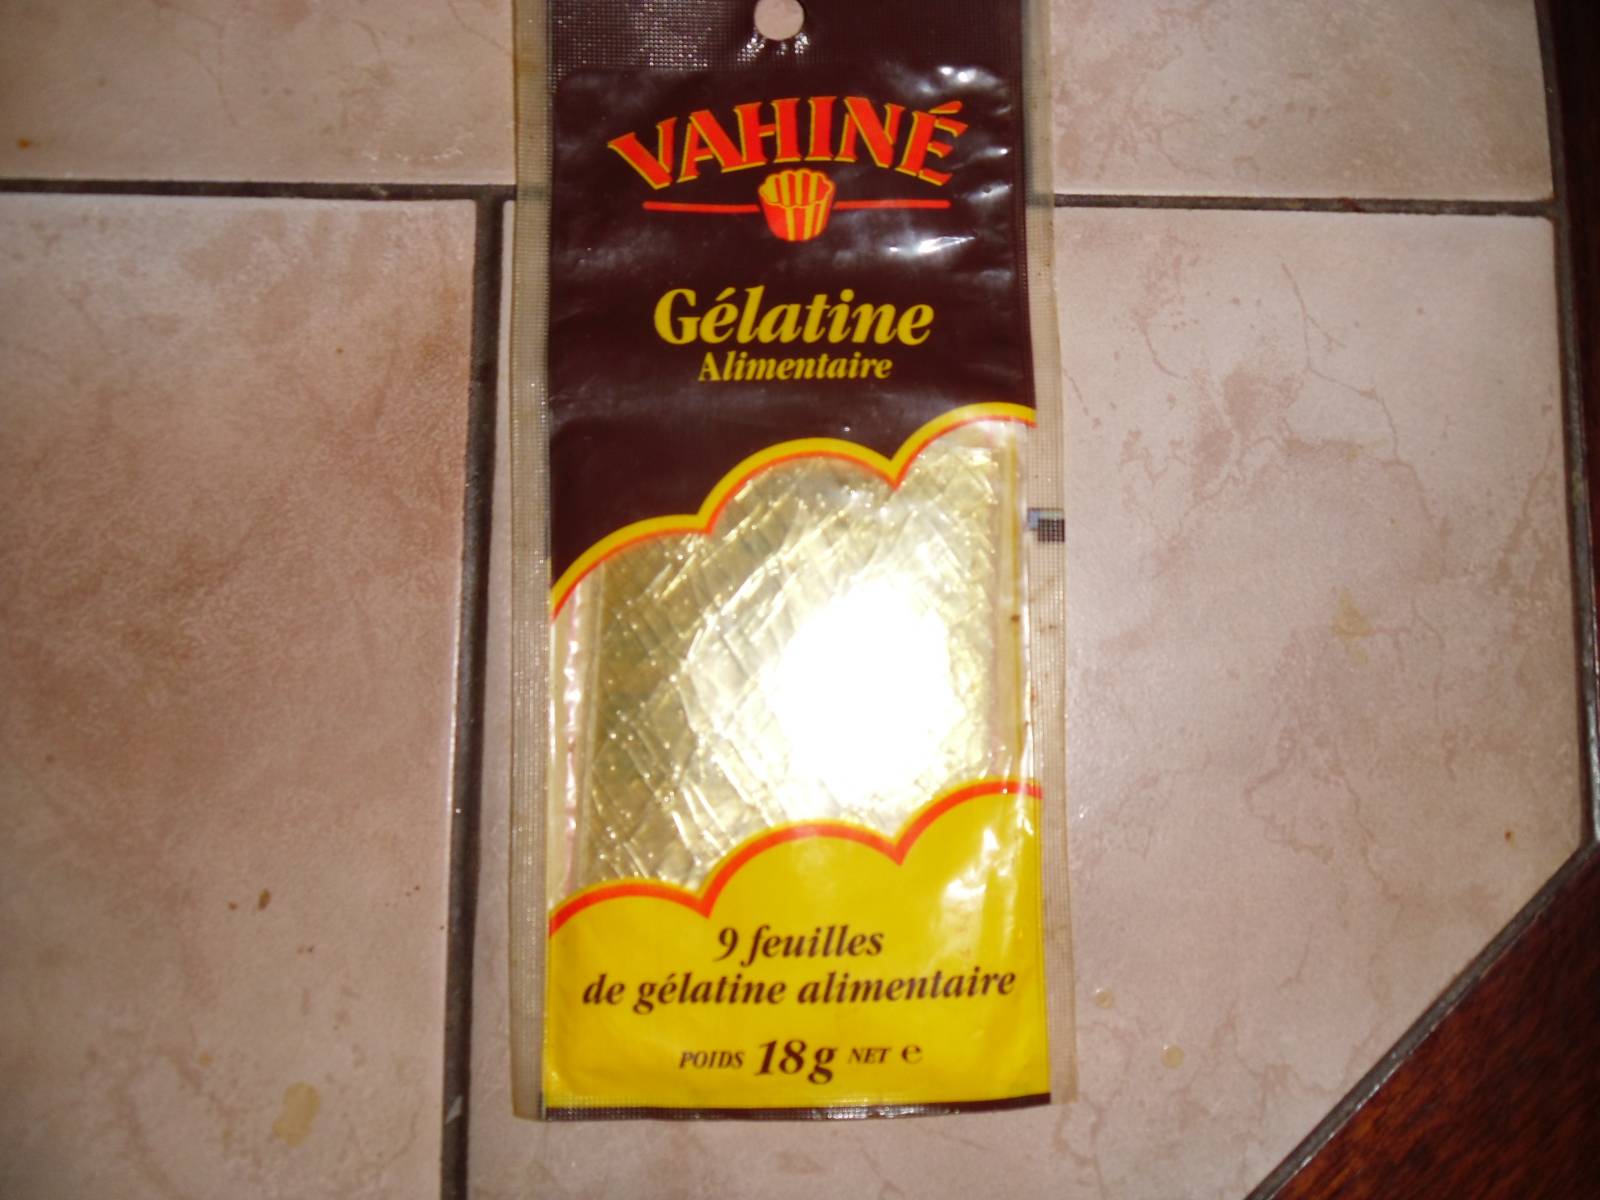 VAHINÉ
Gélatine
Alimentaire
9 feuilles
de gélatine alimentaire
POIDS 18g NET e